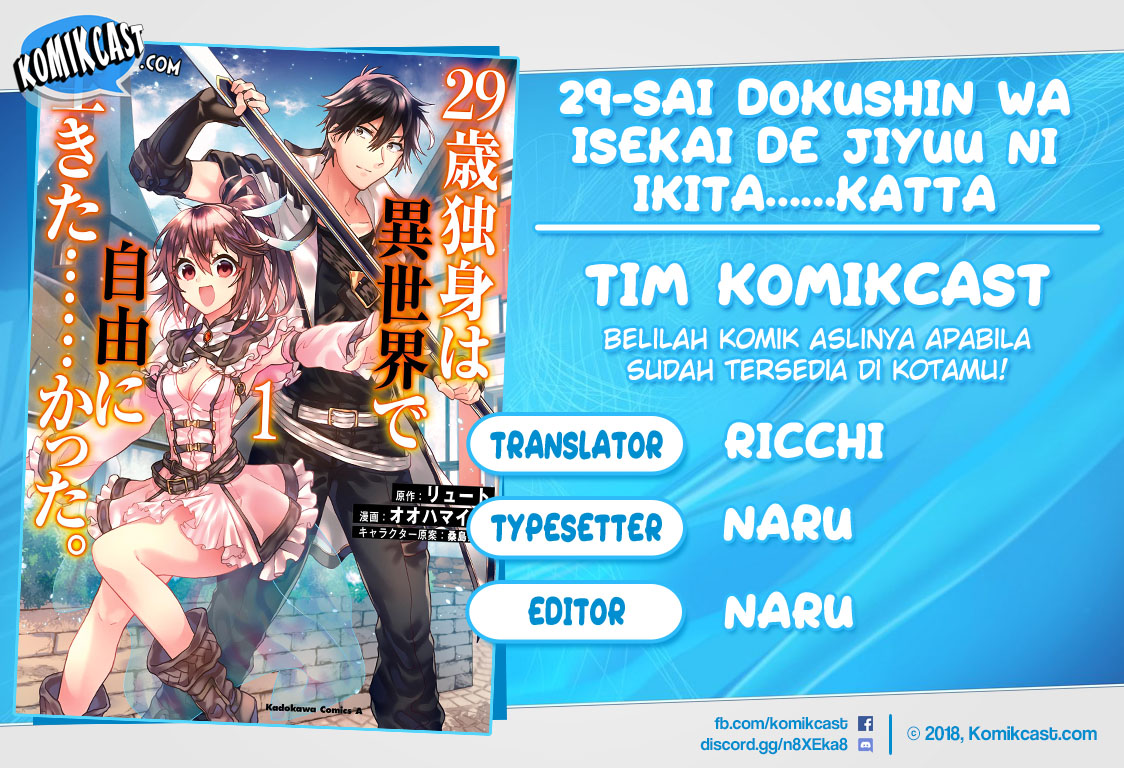 KOMIKCAST
.COM
29歳独身は
異世界で
自由に
きた………かった。
1
原作：リュート
漫画：オオハマイ
キャラクター原案：桑島
Kadokawa Comics A
29-SAI DOKUSHIN WA
ISEKAI DE JIYUU NI
IKITA......KATTA
TIM KOMIKCAST
BELILAH KOMIK ASLINYA APABILA
SUDAH TERSEDIA DI KOTAMU!
TRANSLATOR RICCHI
TYPESETTER NARU
EDITOR NARU
fb.com/komikcast
discord.gg/n8XEka8
© 2018, Komikcast.com